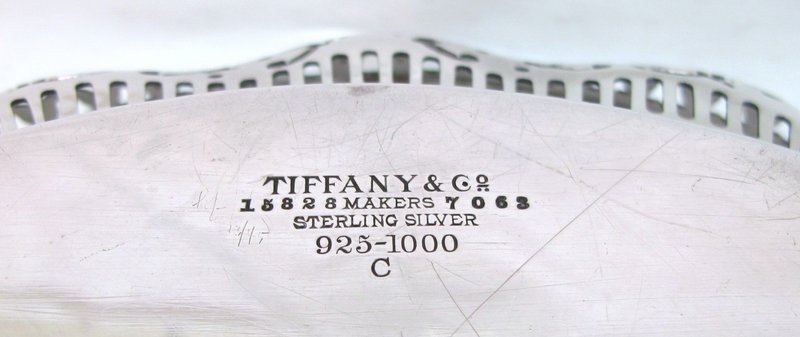 TIFFANY & Co
15828 MAKERS 7063
STERLING SILVER
925-1000
C